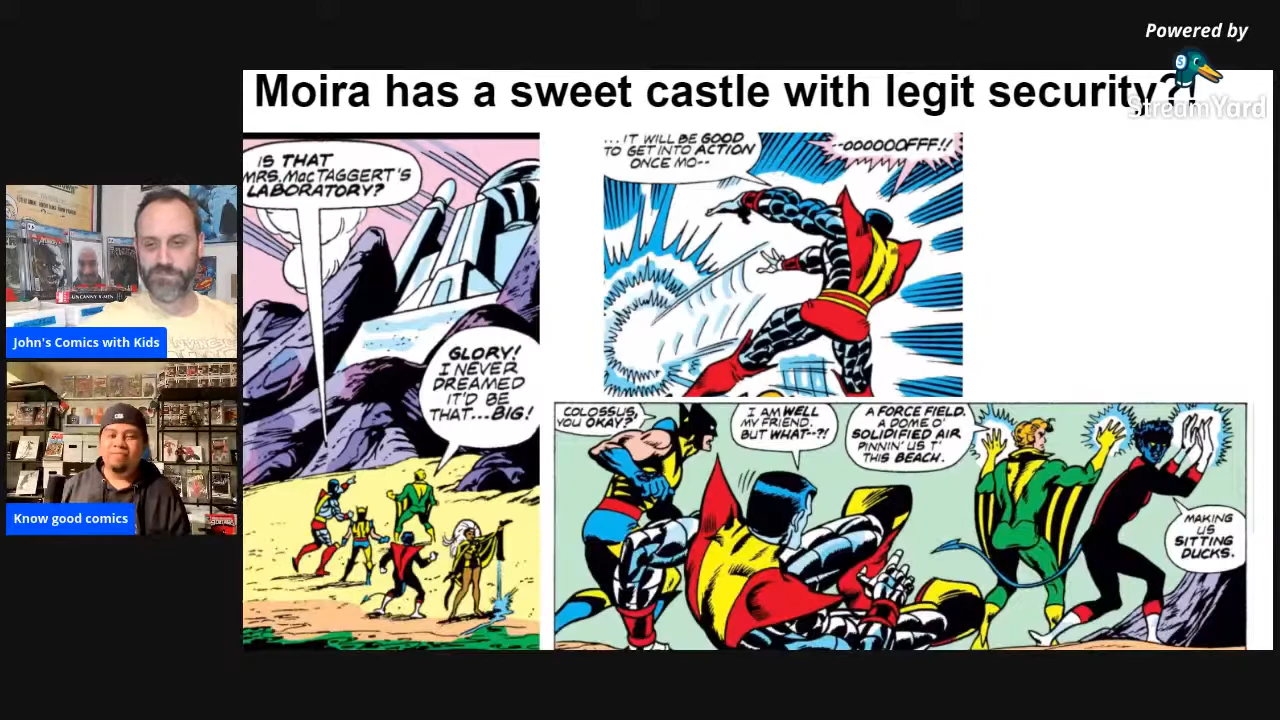 Powered by
StreamYard
Moira has a sweet castle with legit security?!
IS THAT
MRS. MacTAGGERT'S
LABORATORY?
GLORY!
I NEVER
DREAMED
IT'D BE
THAT...BIG!
...IT WILL BE GOOD
TO GET INTO ACTION
ONCE MO--
--OOOOOOFFF!!
COLOSSUS,
YOU OKAY?
I AM WELL
MY FRIEND.
BUT WHAT--?!
A FORCE FIELD.
A DOME O'
SOLIDIFIED AIR
PINNIN' US T'
THIS BEACH.
MAKING
US
SITTING
DUCKS.
UNCANNY X-MEN
John's Comics with Kids
Know good comics